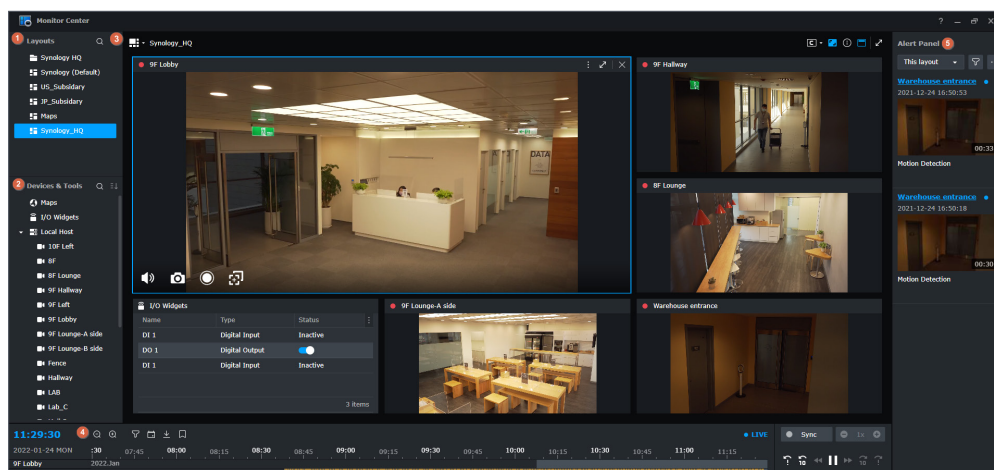 Monitor Center
1 Layouts
Synology HQ
Synology (Default)
US_Subsidary
JP_Subsidary
Maps
Synology_HQ
2 Devices & Tools
Maps
I/O Widgets
Local Host
10F Left
8F
8F Lounge
9F Hallway
9F Left
9F Lobby
9F Lounge-A side
9F Lounge-B side
Fence
Hallway
LAB
Lab_C
3 Synology_HQ
9F Lobby
DATA
9F Hallway
8F Lounge
I/O Widgets
Name Type Status
DI 1 Digital Input Inactive
DO 1 Digital Output
DI 1 Digital Input Inactive
3 items
9F Lounge-A side
Warehouse entrance
Alert Panel 5
This layout
Warehouse entrance
2021-12-24 16:50:53
00:33
Motion Detection
Warehouse entrance
2021-12-24 16:50:18
00:30
Motion Detection
11:29:30 4
LIVE
Sync 1x
2022-01-24 MON :30 07:45 08:00 08:15 08:30 08:45 09:00 09:15 09:30 09:45 10:00 10:15 10:30 10:45 11:00 11:15
9F Lobby 2022.Jan
10 10